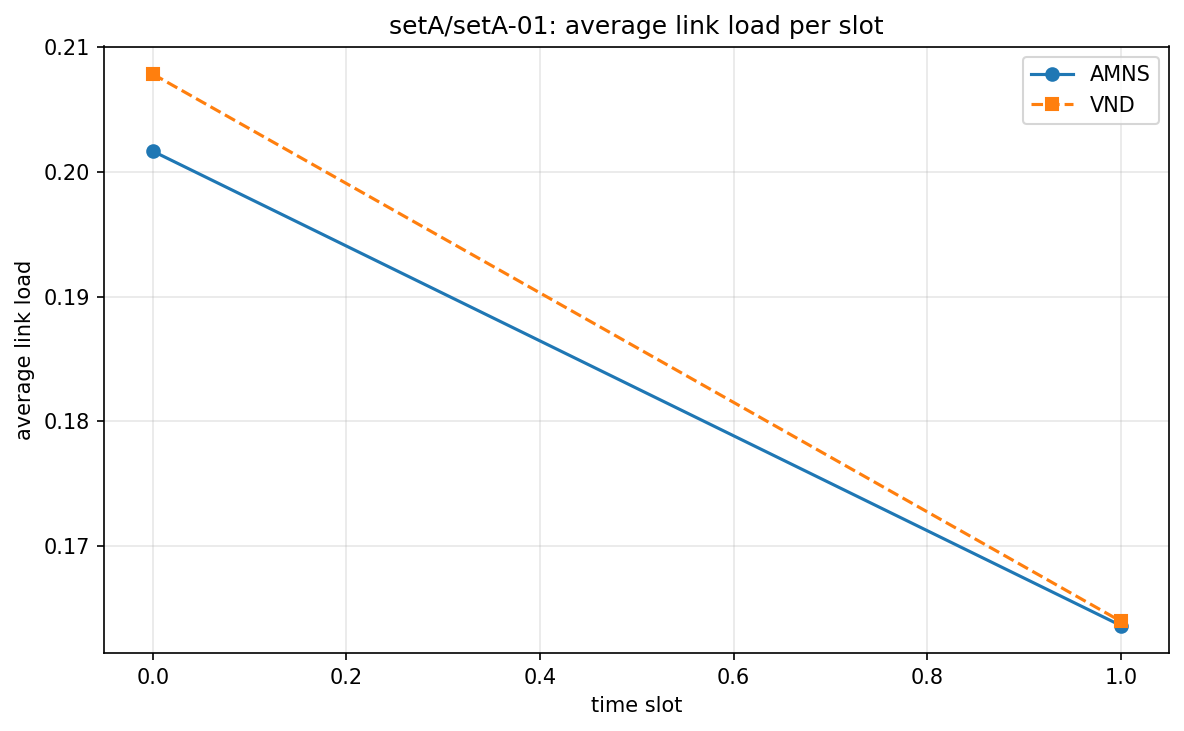 setA/setA-01: average link load per slot
AMNS
VND
average link load
0.21
0.20
0.19
0.18
0.17
0.0 0.2 0.4 0.6 0.8 1.0
time slot